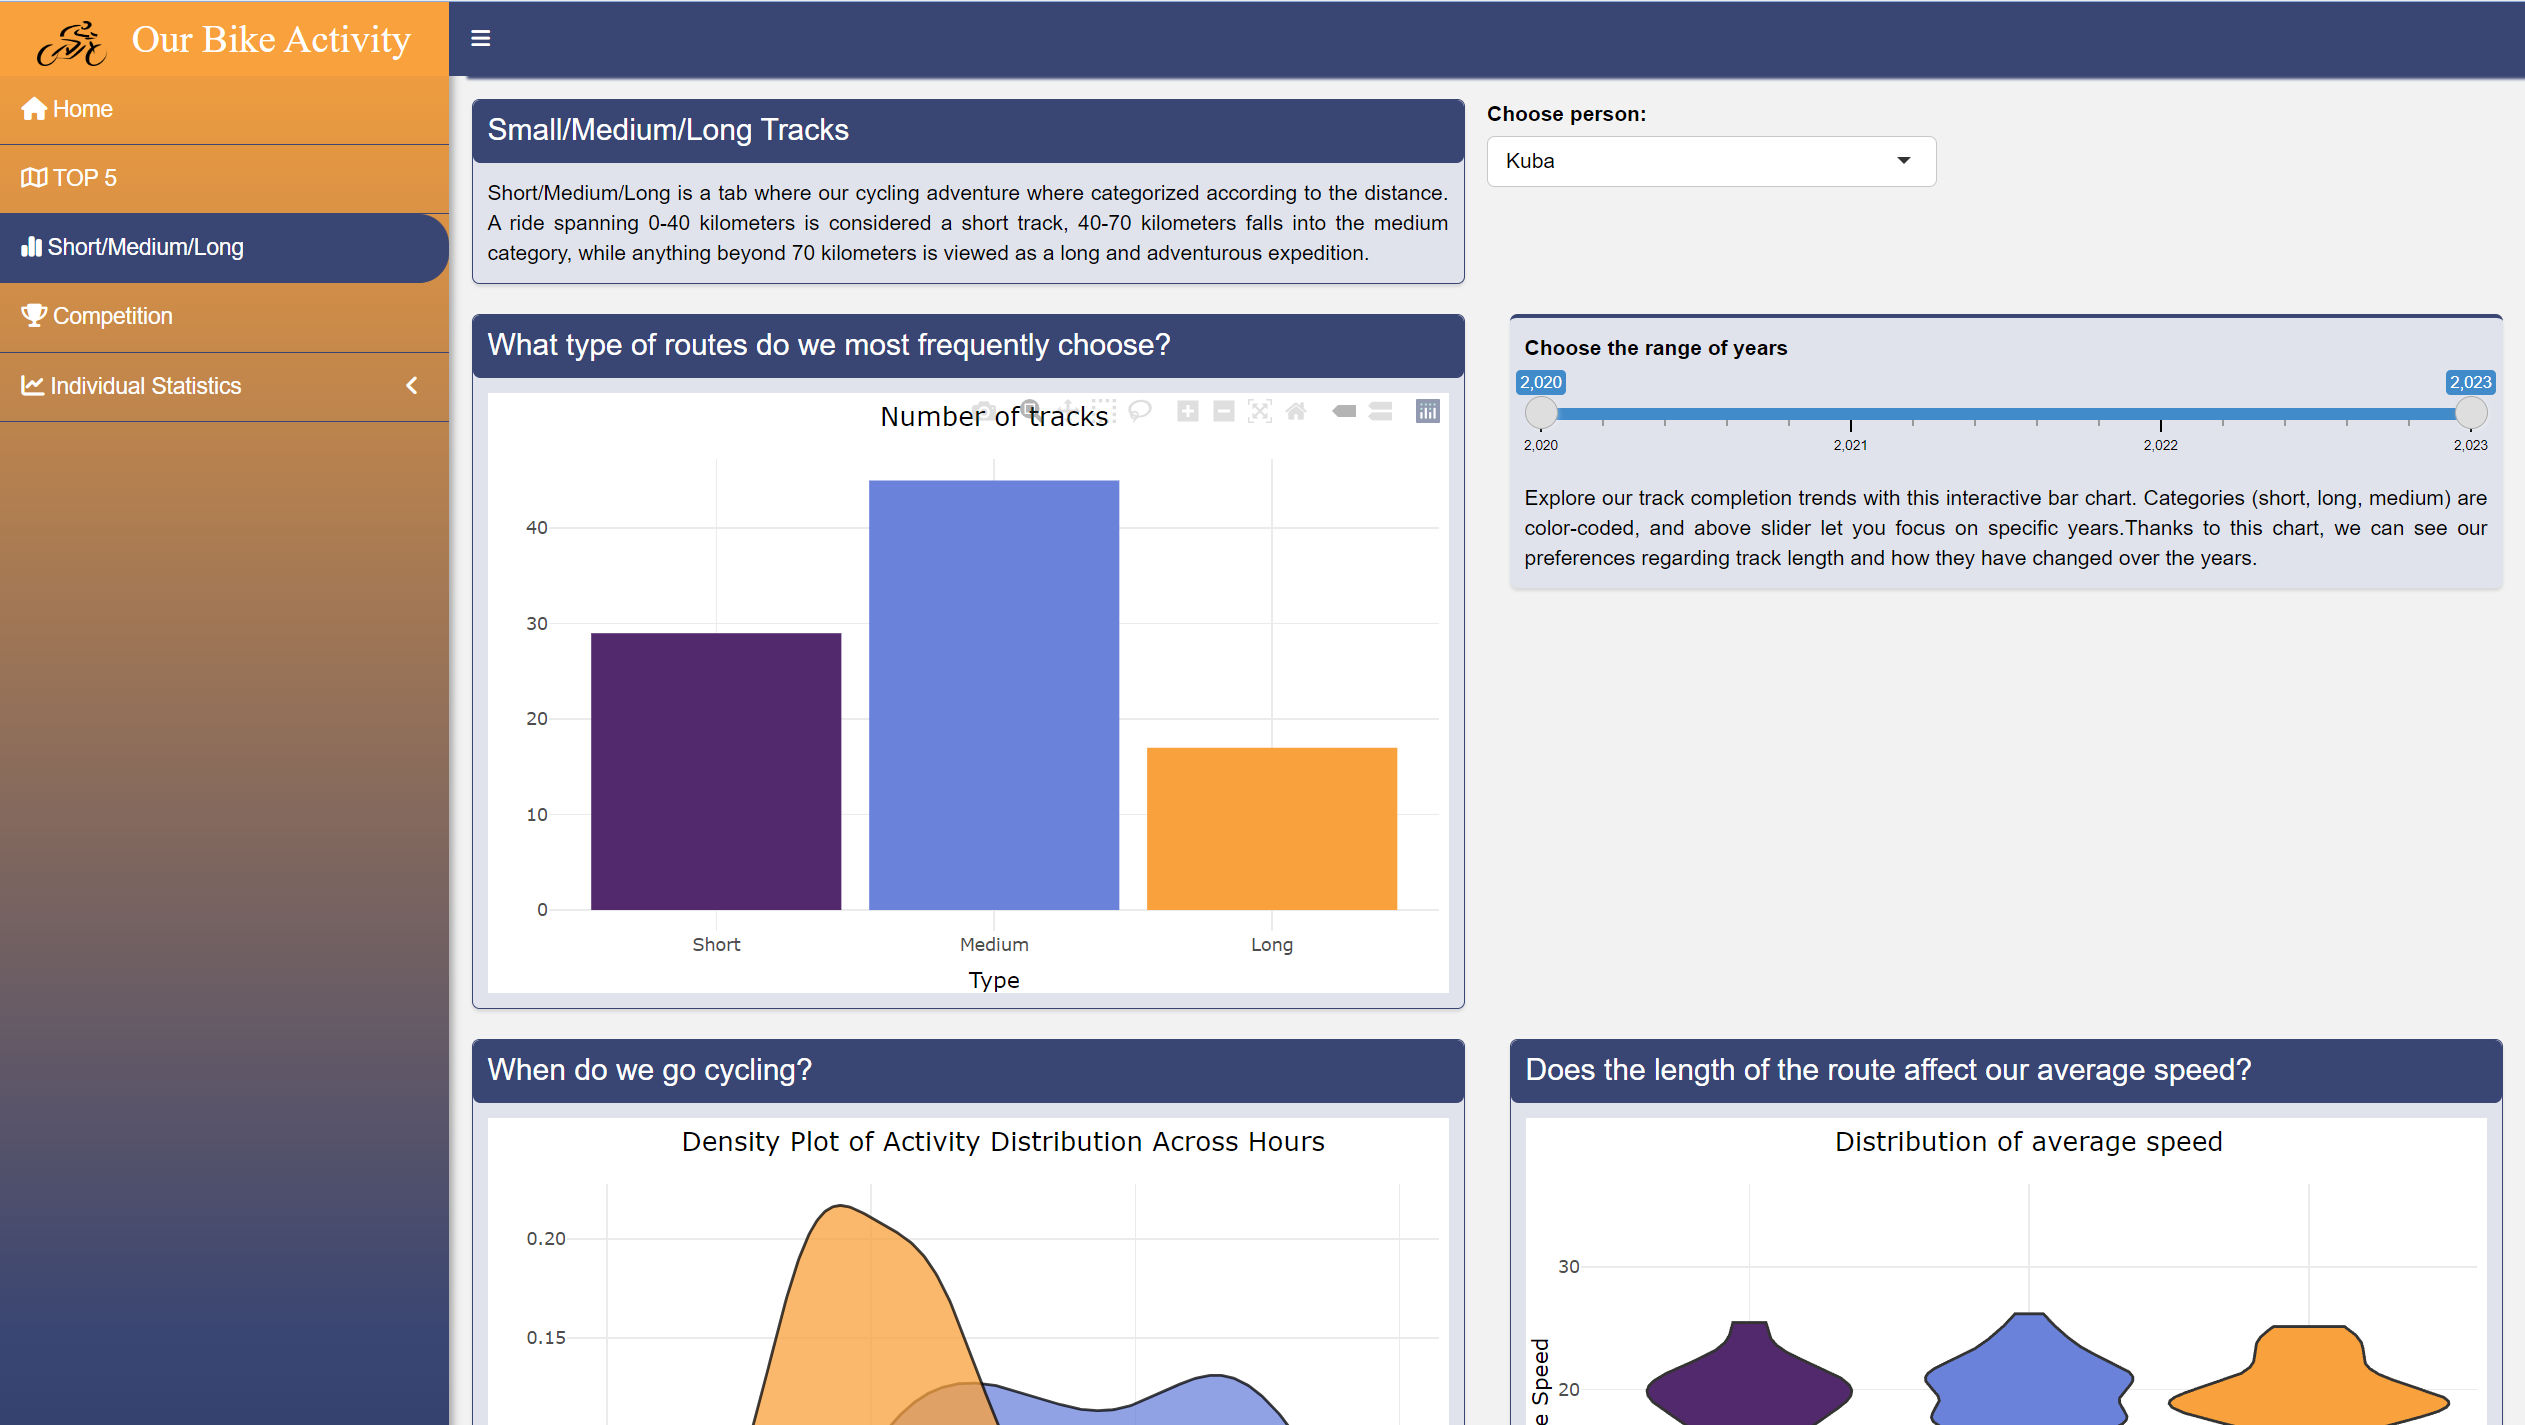 Our Bike Activity
Home
TOP 5
Short/Medium/Long
Competition
Individual Statistics
Small/Medium/Long Tracks
Short/Medium/Long is a tab where our cycling adventure where categorized according to the distance.
A ride spanning 0-40 kilometers is considered a short track, 40-70 kilometers falls into the medium
category, while anything beyond 70 kilometers is viewed as a long and adventurous expedition.
Choose person:
Kuba
What type of routes do we most frequently choose?
Number of tracks
40
30
20
10
0
Short
Medium
Long
Type
Choose the range of years
2,020
2,023
2,020
2,021
2,022
2,023
Explore our track completion trends with this interactive bar chart. Categories (short, long, medium) are
color-coded, and above slider let you focus on specific years.Thanks to this chart, we can see our
preferences regarding track length and how they have changed over the years.
When do we go cycling?
Density Plot of Activity Distribution Across Hours
0.20
0.15
Does the length of the route affect our average speed?
Distribution of average speed
30
20
e Speed